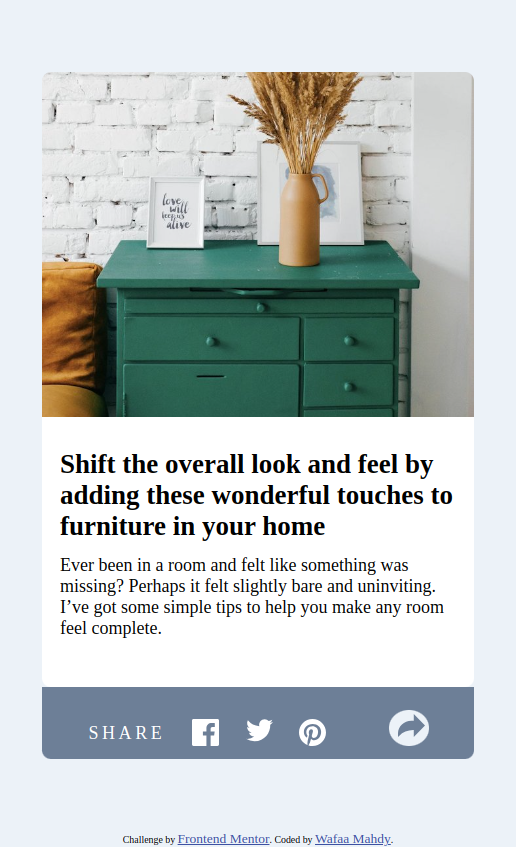 love
will
keep us
alive
Shift the overall look and feel by
adding these wonderful touches to
furniture in your home
Ever been in a room and felt like something was
missing? Perhaps it felt slightly bare and uninviting.
I’ve got some simple tips to help you make any room
feel complete.
SHARE
Challenge by Frontend Mentor. Coded by Wafaa Mahdy.